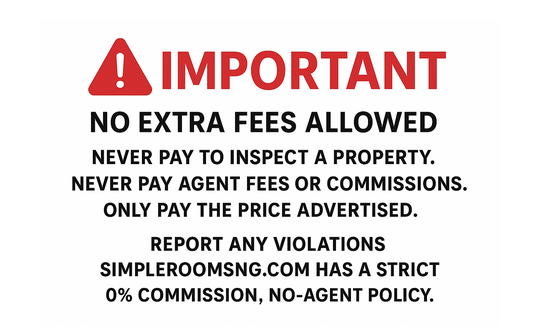 IMPORTANT
NO EXTRA FEES ALLOWED
NEVER PAY TO INSPECT A PROPERTY.
NEVER PAY AGENT FEES OR COMMISSIONS.
ONLY PAY THE PRICE ADVERTISED.
REPORT ANY VIOLATIONS
SIMPLEROOMSNG.COM HAS A STRICT
0% COMMISSION, NO-AGENT POLICY.